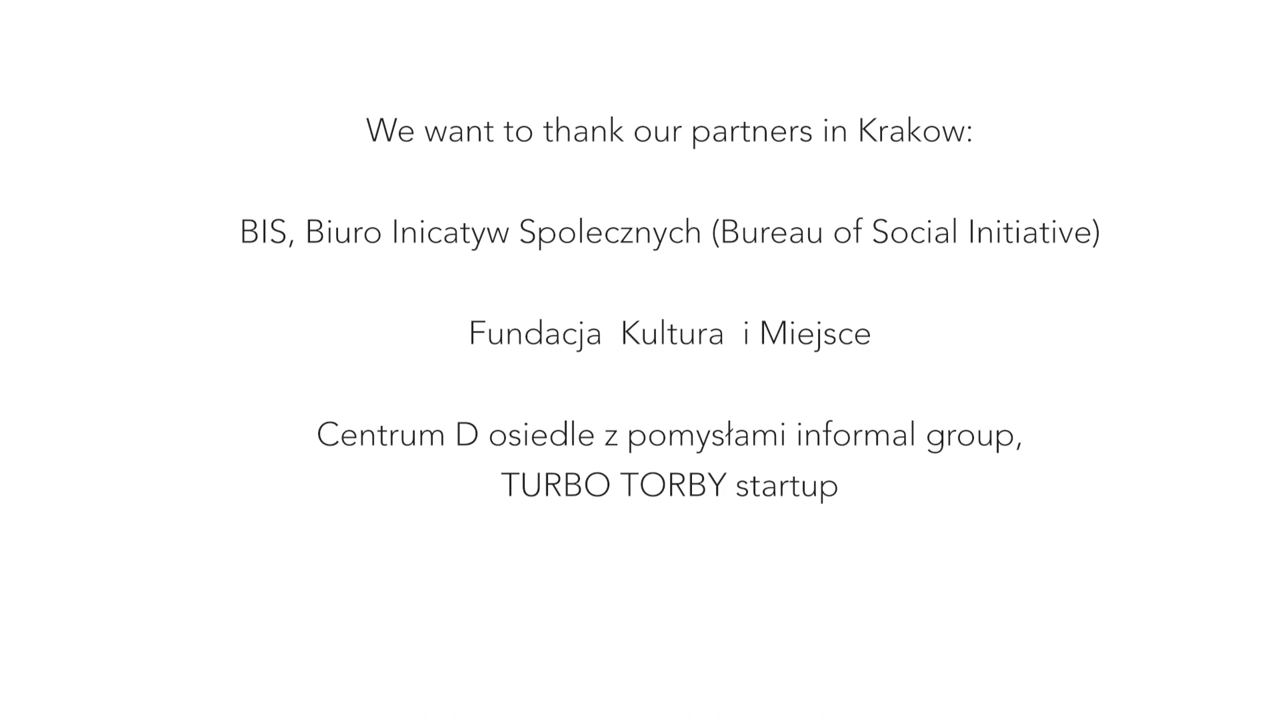 We want to thank our partners in Krakow:
BIS, Biuro Inicatyw Spolecznych (Bureau of Social Initiative)
Fundacja  Kultura  i Miejsce
Centrum D osiedle z pomysłami informal group,
TURBO TORBY startup